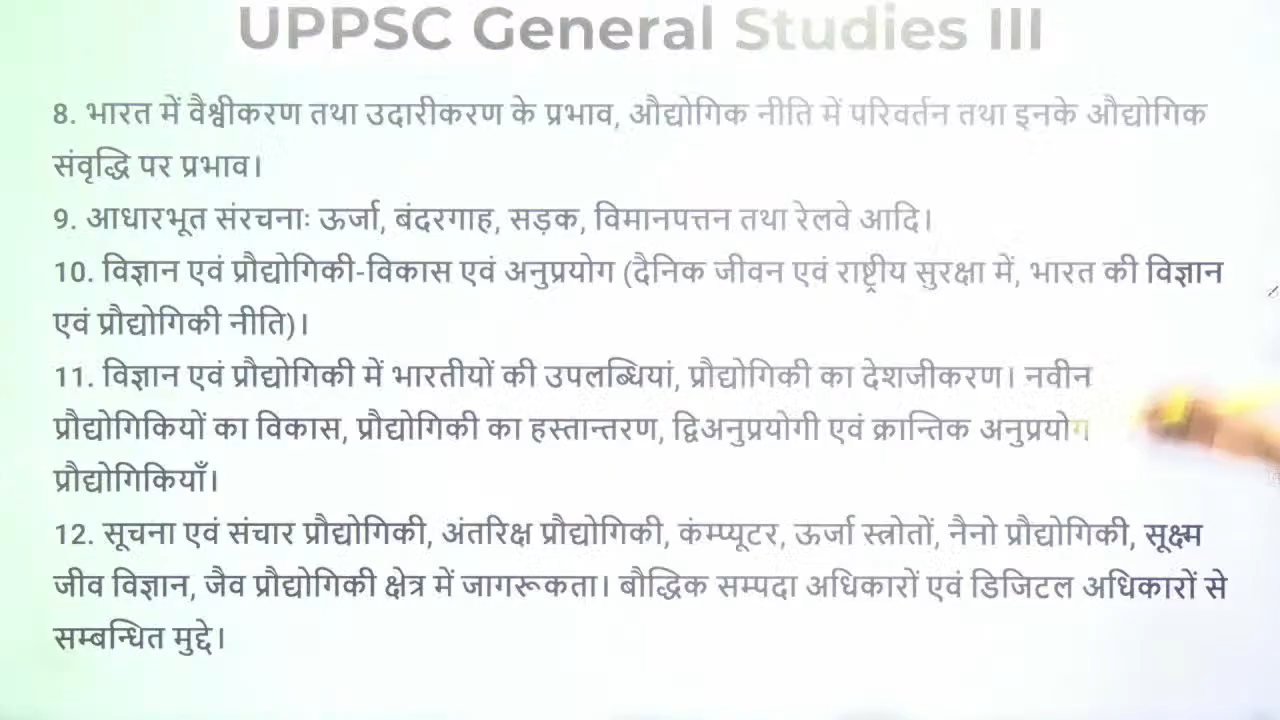 UPPSC General Studies III
8. भारत में वैश्वीकरण तथा उदारीकरण के प्रभाव, औद्योगिक नीति में परिवर्तन तथा इनके औद्योगिक
संवृद्धि पर प्रभाव।
9. आधारभूत संरचनाः ऊर्जा, बंदरगाह, सड़क, विमानपत्तन तथा रेलवे आदि।
10. विज्ञान एवं प्रौद्योगिकी-विकास एवं अनुप्रयोग (दैनिक जीवन एवं राष्ट्रीय सुरक्षा में, भारत की विज्ञान
एवं प्रौद्योगिकी नीति)।
11. विज्ञान एवं प्रौद्योगिकी में भारतीयों की उपलब्धियां, प्रौद्योगिकी का देशजीकरण। नवीन
प्रौद्योगिकियों का विकास, प्रौद्योगिकी का हस्तान्तरण, द्विअनुप्रयोगी एवं क्रान्तिक अनुप्रयोग
प्रौद्योगिकियाँ।
12. सूचना एवं संचार प्रौद्योगिकी, अंतरिक्ष प्रौद्योगिकी, कंम्प्यूटर, ऊर्जा स्त्रोतों, नैनो प्रौद्योगिकी, सूक्ष्म
जीव विज्ञान, जैव प्रौद्योगिकी क्षेत्र में जागरूकता। बौद्धिक सम्पदा अधिकारों एवं डिजिटल अधिकारों से
सम्बन्धित मुद्दे।